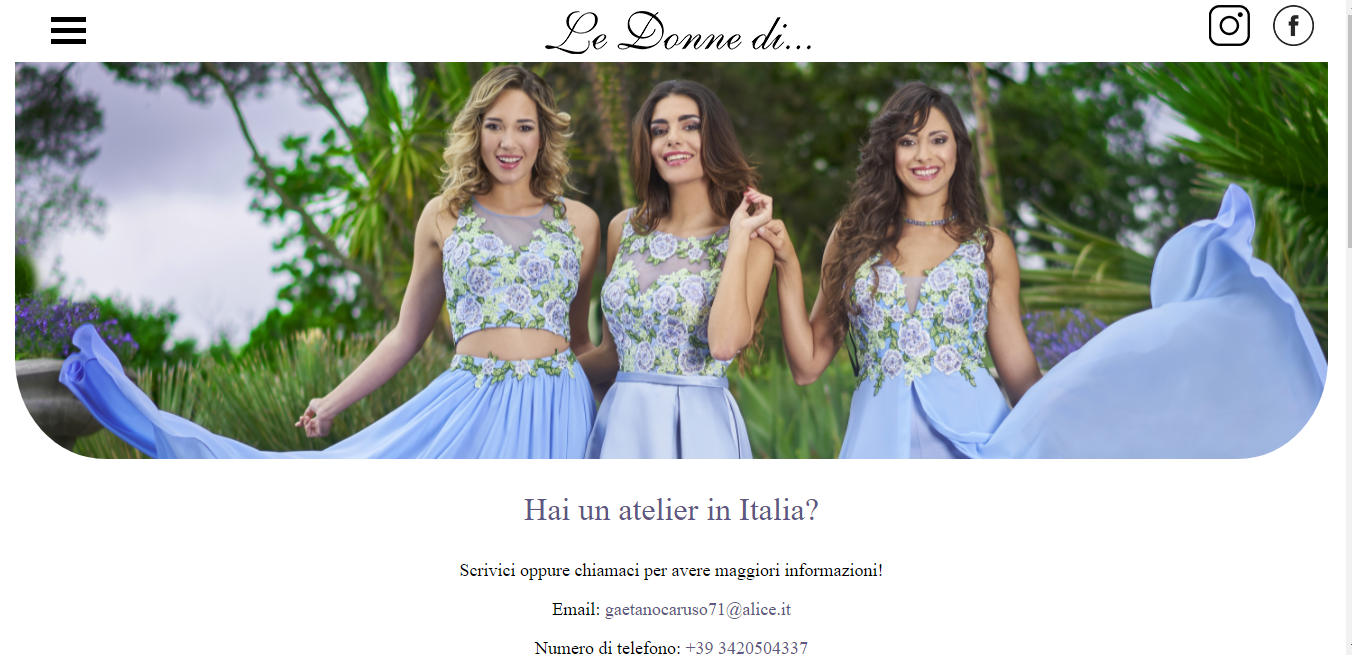 Le Donne di...
Hai un atelier in Italia?
Scrivici oppure chiamaci per avere maggiori informazioni!
Email: gaetanocaruso71@alice.it
Numero di telefono: +39 3420504337